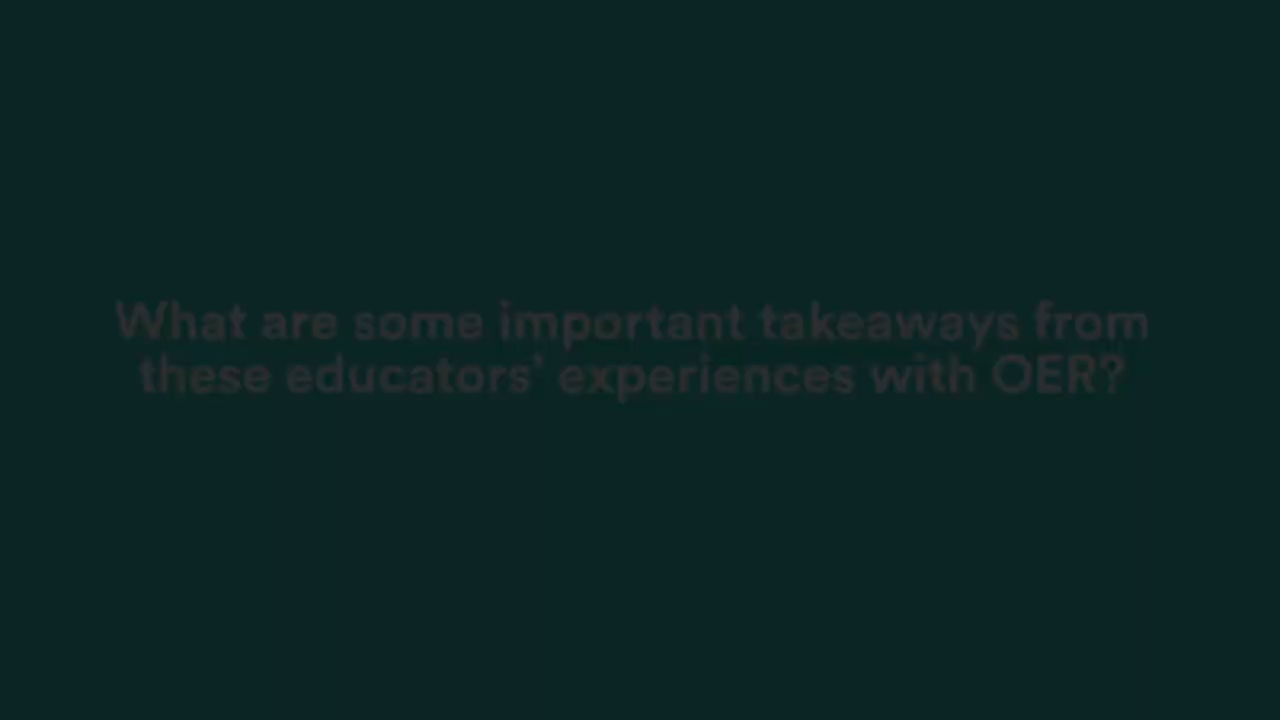 What are some important takeaways from
these educators' experiences with OER?